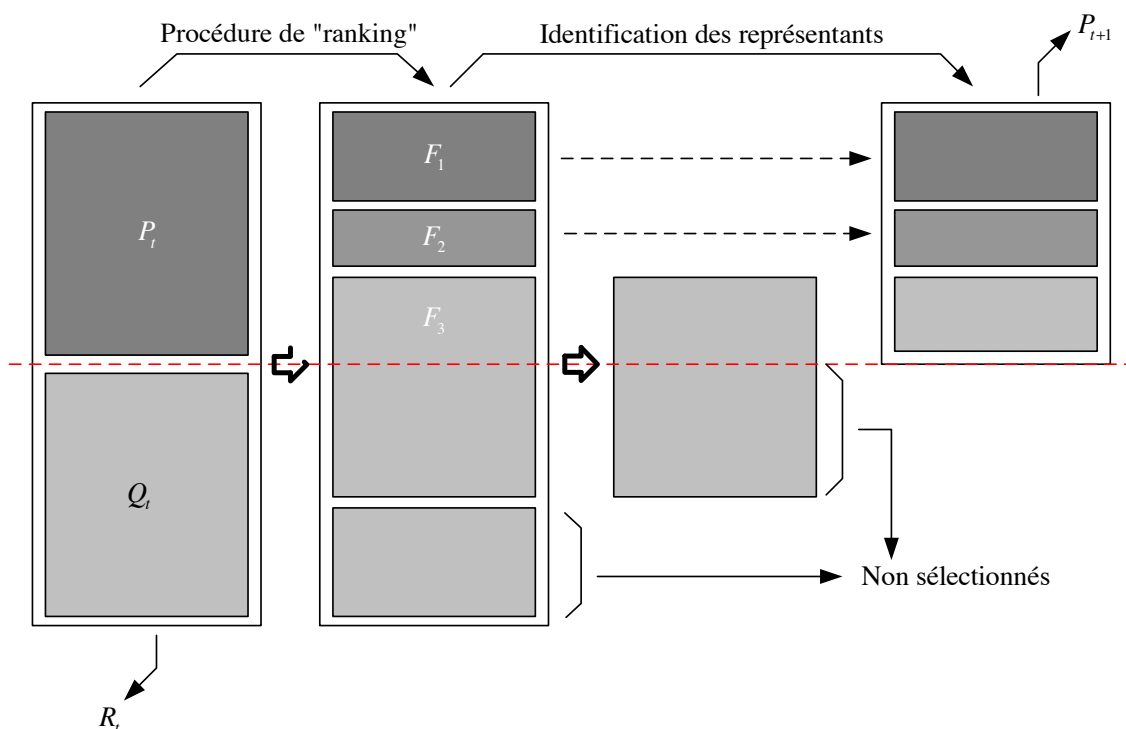 Procédure de "ranking"
Identification des représentants
P_{t+1}
F_1
P_t
F_2
F_3
Q_t
Non sélectionnés
R_t